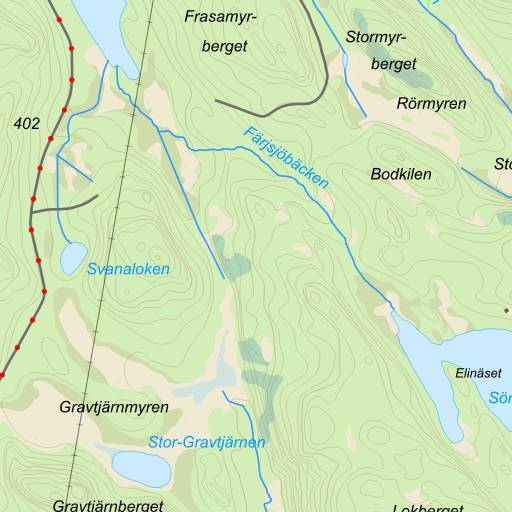 Frasamyr-
berget
Stormyr-
berget
Rörmyren
402
Färjsjöbäcken
Bodkilen
Svanaloken
Elinäset
Gravtjärnmyren
Stor-Gravtjärnen
Gravtjärnberget
Lokberget